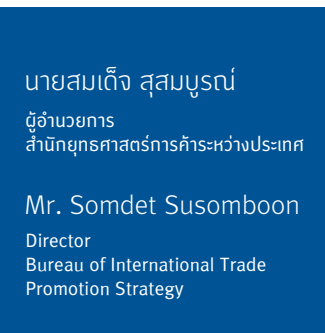 นายสมเด็จ สุสมบูรณ์
ผู้อำนวยการ
สำนักยุทธศาสตร์การค้าระหว่างประเทศ
Mr. Somdet Susomboon
Director
Bureau of International Trade
Promotion Strategy